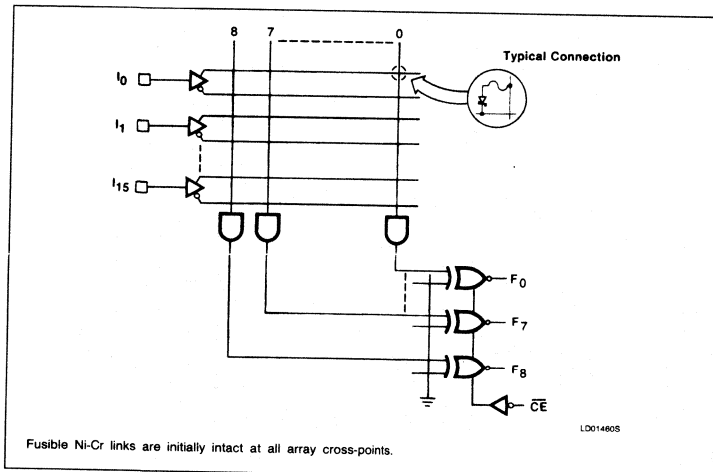 8 7 0
Typical Connection
I0
I1
I15
F0
F7
F8
CE
LD01460S
Fusible Ni-Cr links are initially intact at all array cross-points.